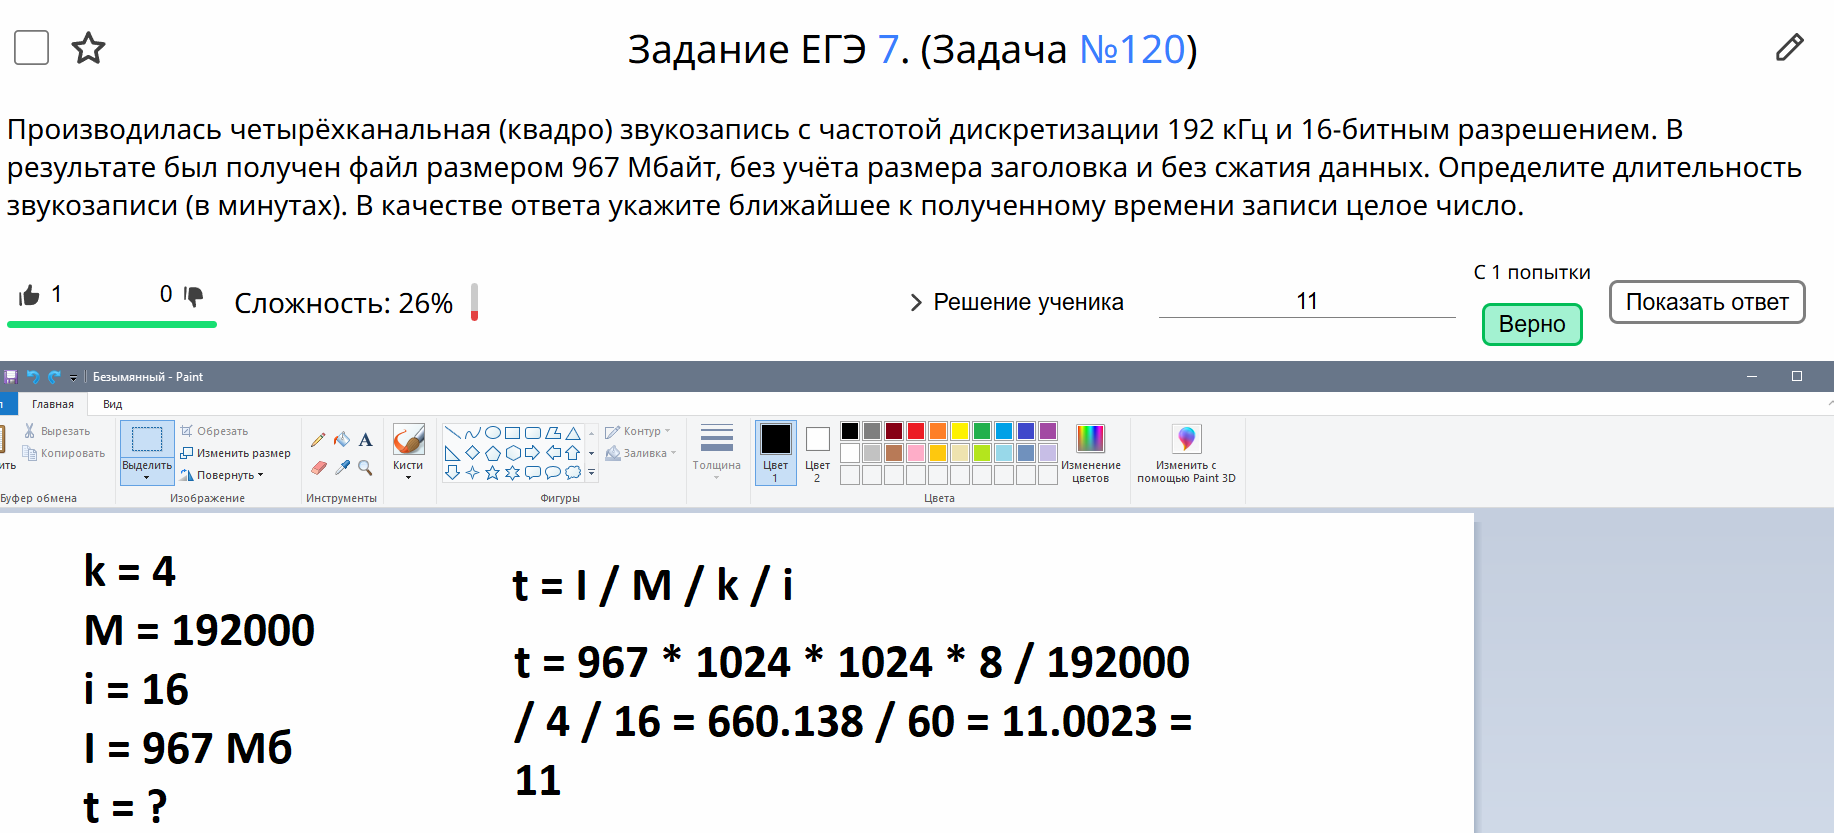 Задание ЕГЭ 7. (Задача №120)
Производилась четырёхканальная (квадро) звукозапись с частотой дискретизации 192 кГц и 16-битным разрешением. В
результате был получен файл размером 967 Мбайт, без учёта размера заголовка и без сжатия данных. Определите длительность
звукозаписи (в минутах). В качестве ответа укажите ближайшее к полученному времени записи целое число.
1
0
Сложность: 26%
Решение ученика
11
С 1 попытки
Верно
Показать ответ
Безымянный - Paint
Главная
Вид
Вырезать
Копировать
Буфер обмена
Выделить
Обрезать
Изменить размер
Повернуть
Изображение
Инструменты
Кисти
Контур
Заливка
Фигуры
Толщина
Цвет
1
Цвет
2
Изменение
цветов
Цвета
Изменить с
помощью Paint 3D
k = 4
M = 192000
i = 16
I = 967 Мб
t = ?
t = I / M / k / i
t = 967 * 1024 * 1024 * 8 / 192000
/ 4 / 16 = 660.138 / 60 = 11.0023 =
11